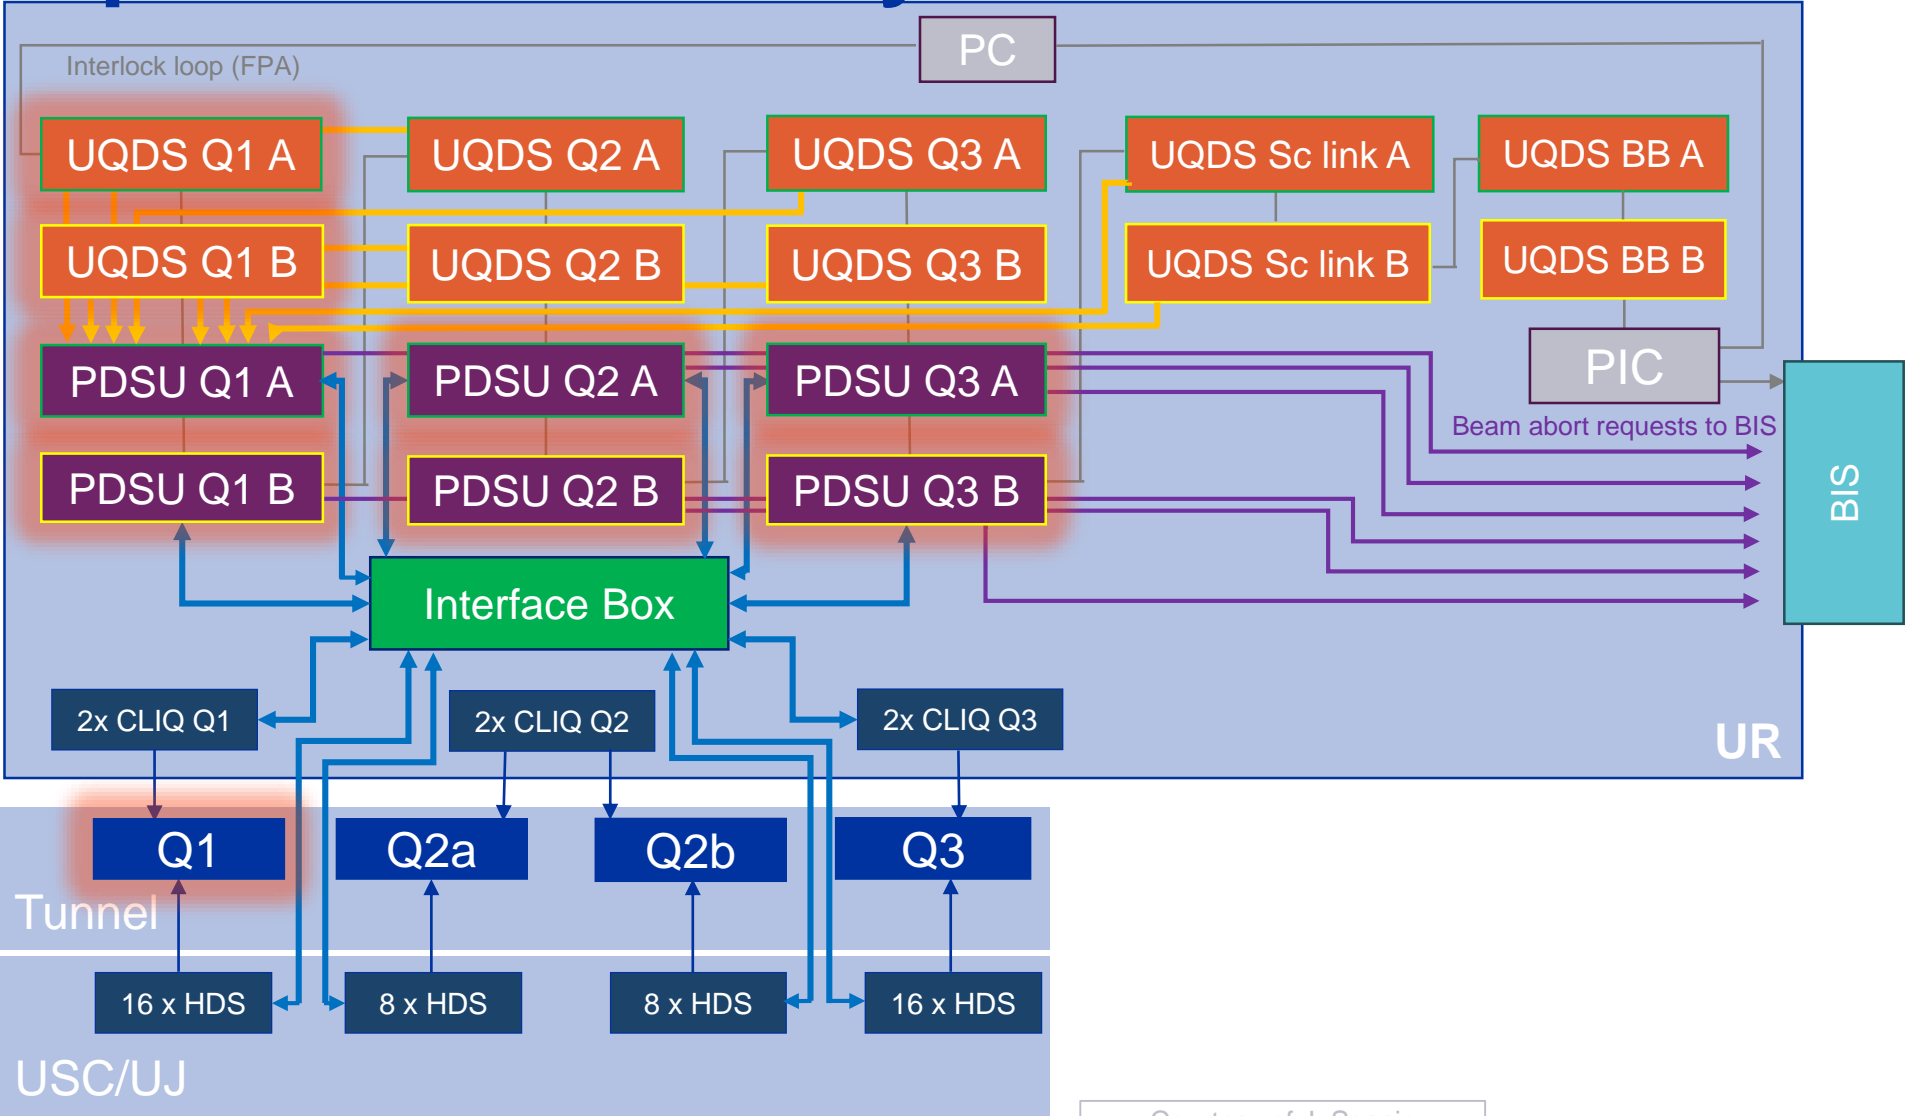 PC
Interlock loop (FPA)
UQDS Q1 A
UQDS Q2 A
UQDS Q3 A
UQDS Sc link A
UQDS BB A
UQDS Q1 B
UQDS Q2 B
UQDS Q3 B
UQDS Sc link B
UQDS BB B
PDSU Q1 A
PDSU Q2 A
PDSU Q3 A
PIC
Beam abort requests to BIS
PDSU Q1 B
PDSU Q2 B
PDSU Q3 B
BIS
Interface Box
2x CLIQ Q1
2x CLIQ Q2
2x CLIQ Q3
UR
Q1
Q2a
Q2b
Q3
Tunnel
16 x HDS
8 x HDS
8 x HDS
16 x HDS
USC/UJ